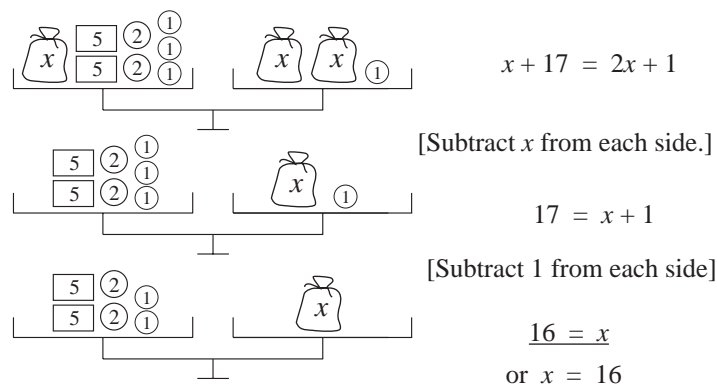 x 5 2 1
1
5 2 1
x x 1
x + 17 = 2x + 1
[Subtract x from each side.]
5 2 1
1
5 2 1
x 1
17 = x + 1
[Subtract 1 from each side]
5 2 1
5 2 1
x
16 = x
or x = 16